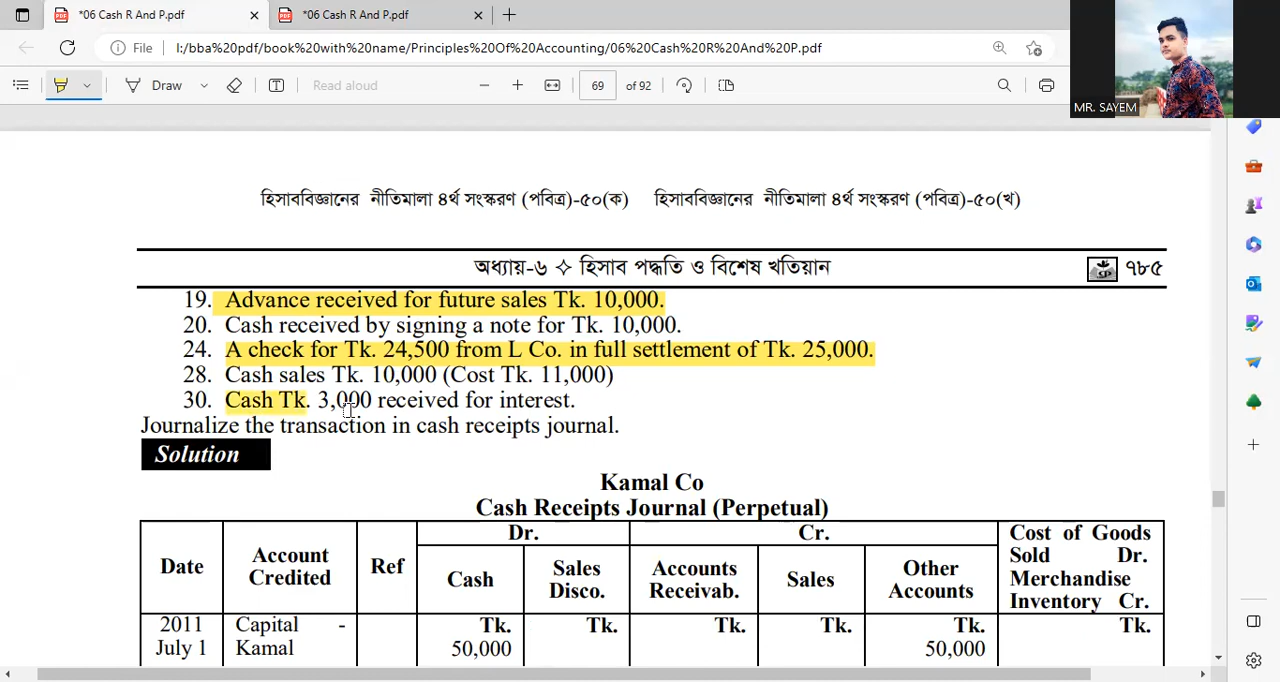 *06 Cash R And P.pdf
*06 Cash R And P.pdf
File
I:/bba%20pdf/book%20with%20name/Principles%20Of%20Accounting/06%20Cash%20R%20And%20P.pdf
MR. SAYEM
Draw
Read aloud
69 of 92
হিসাববিজ্ঞানের নীতিমালা ৪র্থ সংস্করণ (পবিত্র)-৫০(ক) হিসাববিজ্ঞানের নীতিমালা ৪র্থ সংস্করণ (পবিত্র)-৫০(খ)
অধ্যায়-৬ ✧ হিসাব পদ্ধতি ও বিশেষ খতিয়ান ৭৮৫
19. Advance received for future sales Tk. 10,000.
20. Cash received by signing a note for Tk. 10,000.
24. A check for Tk. 24,500 from L Co. in full settlement of Tk. 25,000.
28. Cash sales Tk. 10,000 (Cost Tk. 11,000)
30. Cash Tk. 3,000 received for interest.
Journalize the transaction in cash receipts journal.
Solution
Kamal Co
Cash Receipts Journal (Perpetual)
Date
Account
Credited
Ref
Dr.
Cash
Sales
Disco.
Cr.
Accounts
Receivab.
Sales
Other
Accounts
Cost of Goods
Sold Dr.
Merchandise
Inventory Cr.
2011 Capital - Tk. Tk. Tk. Tk. Tk. Tk.
July 1 Kamal 50,000 50,000